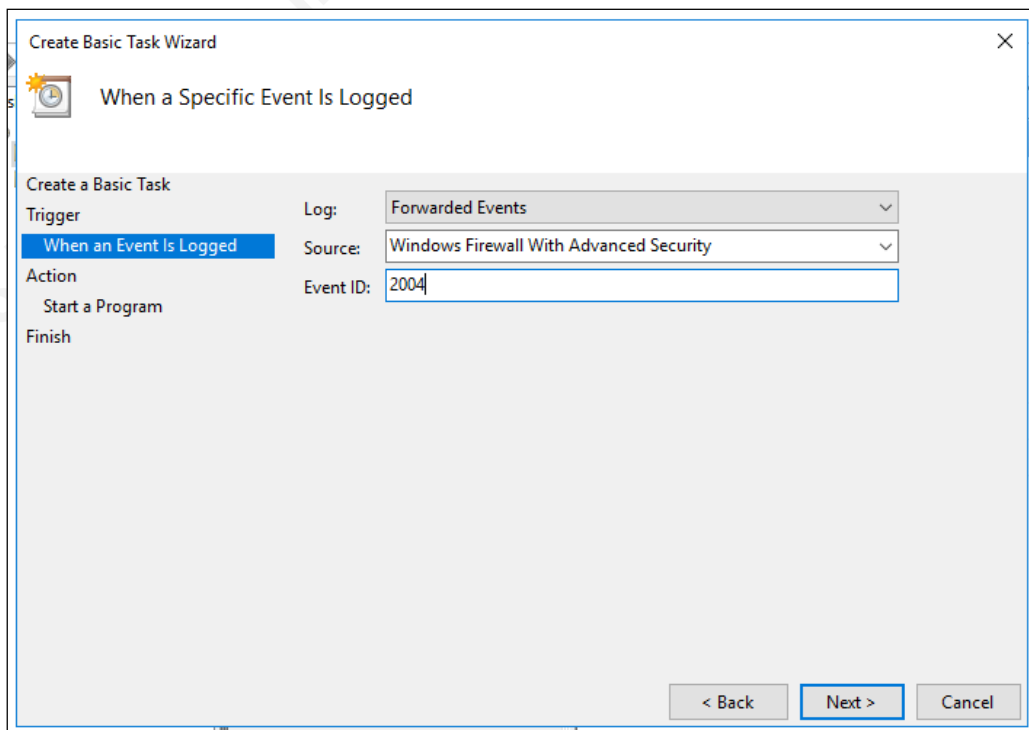 Create Basic Task Wizard
When a Specific Event Is Logged
Create a Basic Task
Trigger
When an Event Is Logged
Action
Start a Program
Finish
Log: Forwarded Events
Source: Windows Firewall With Advanced Security
Event ID: 2004
< Back Next > Cancel